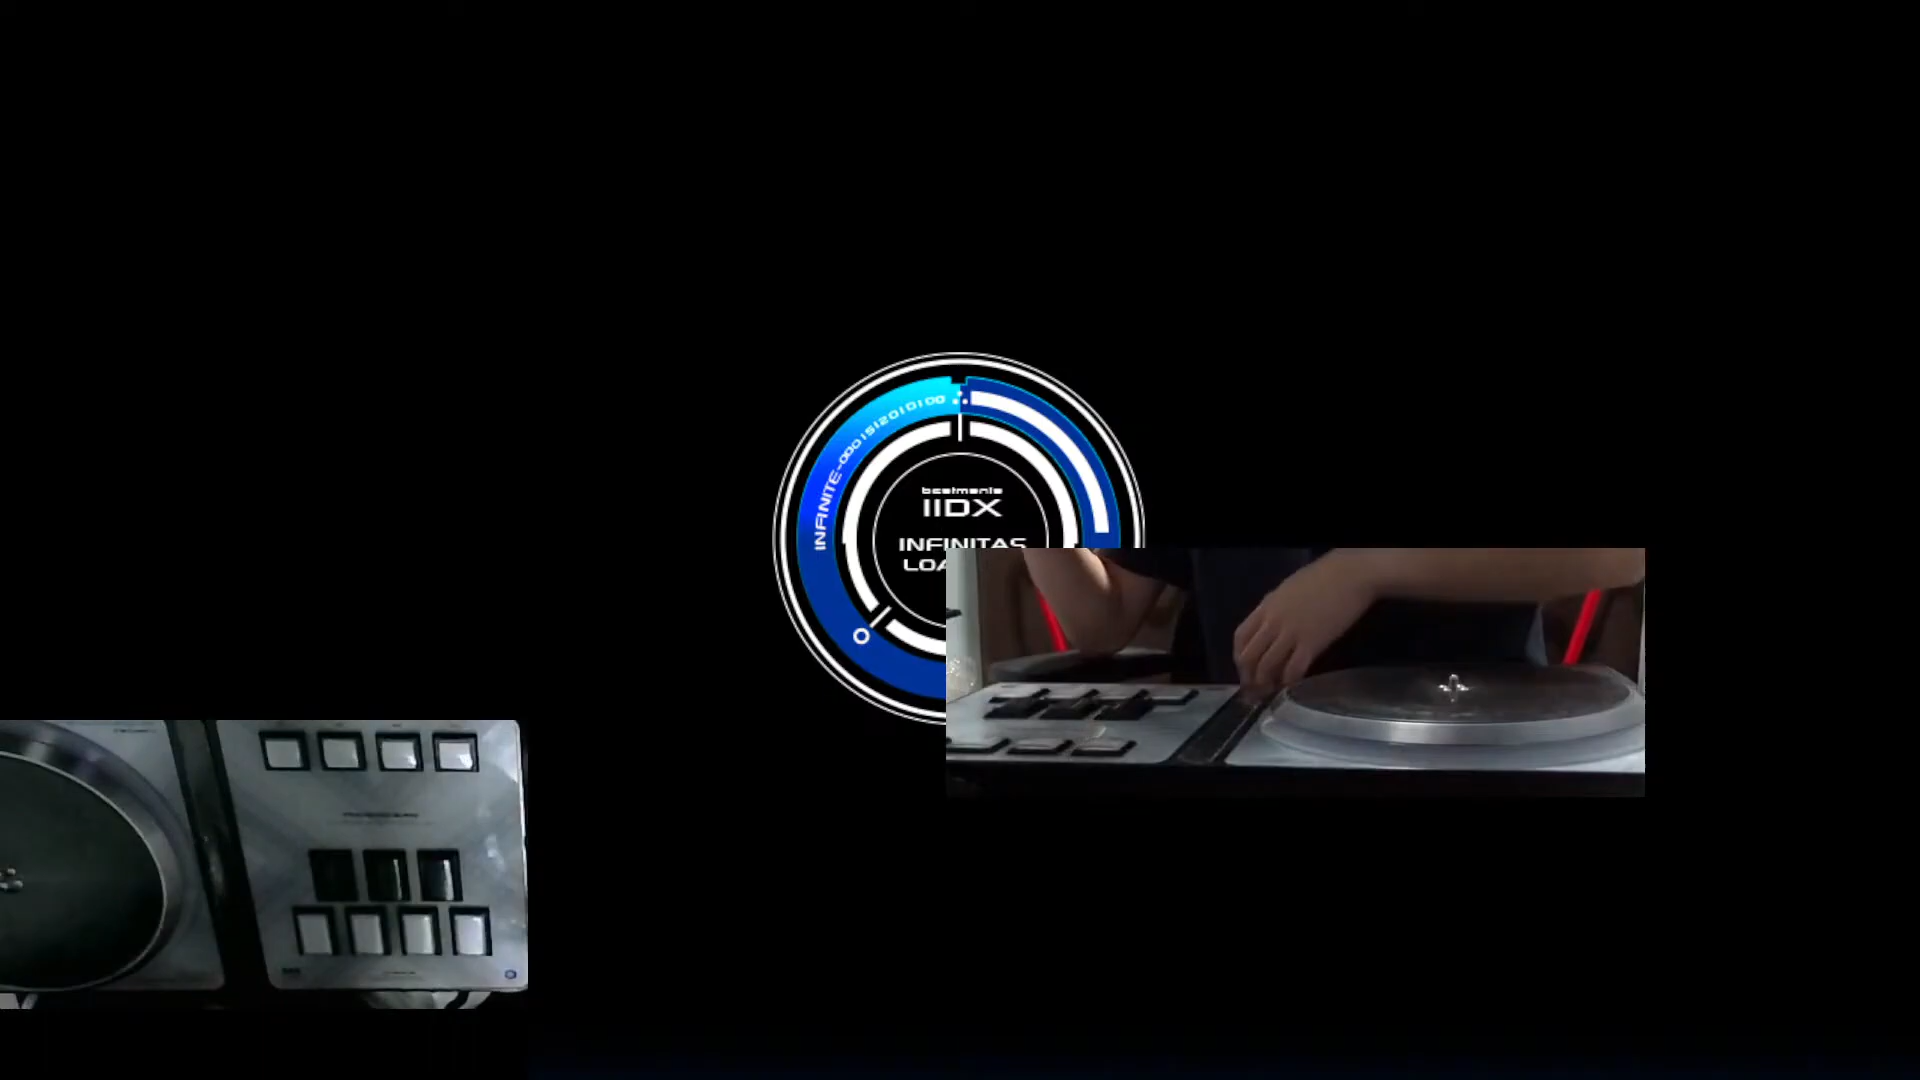 INFINITE-0001512010100
beatmania
IIDX
INFINITAS
LOA